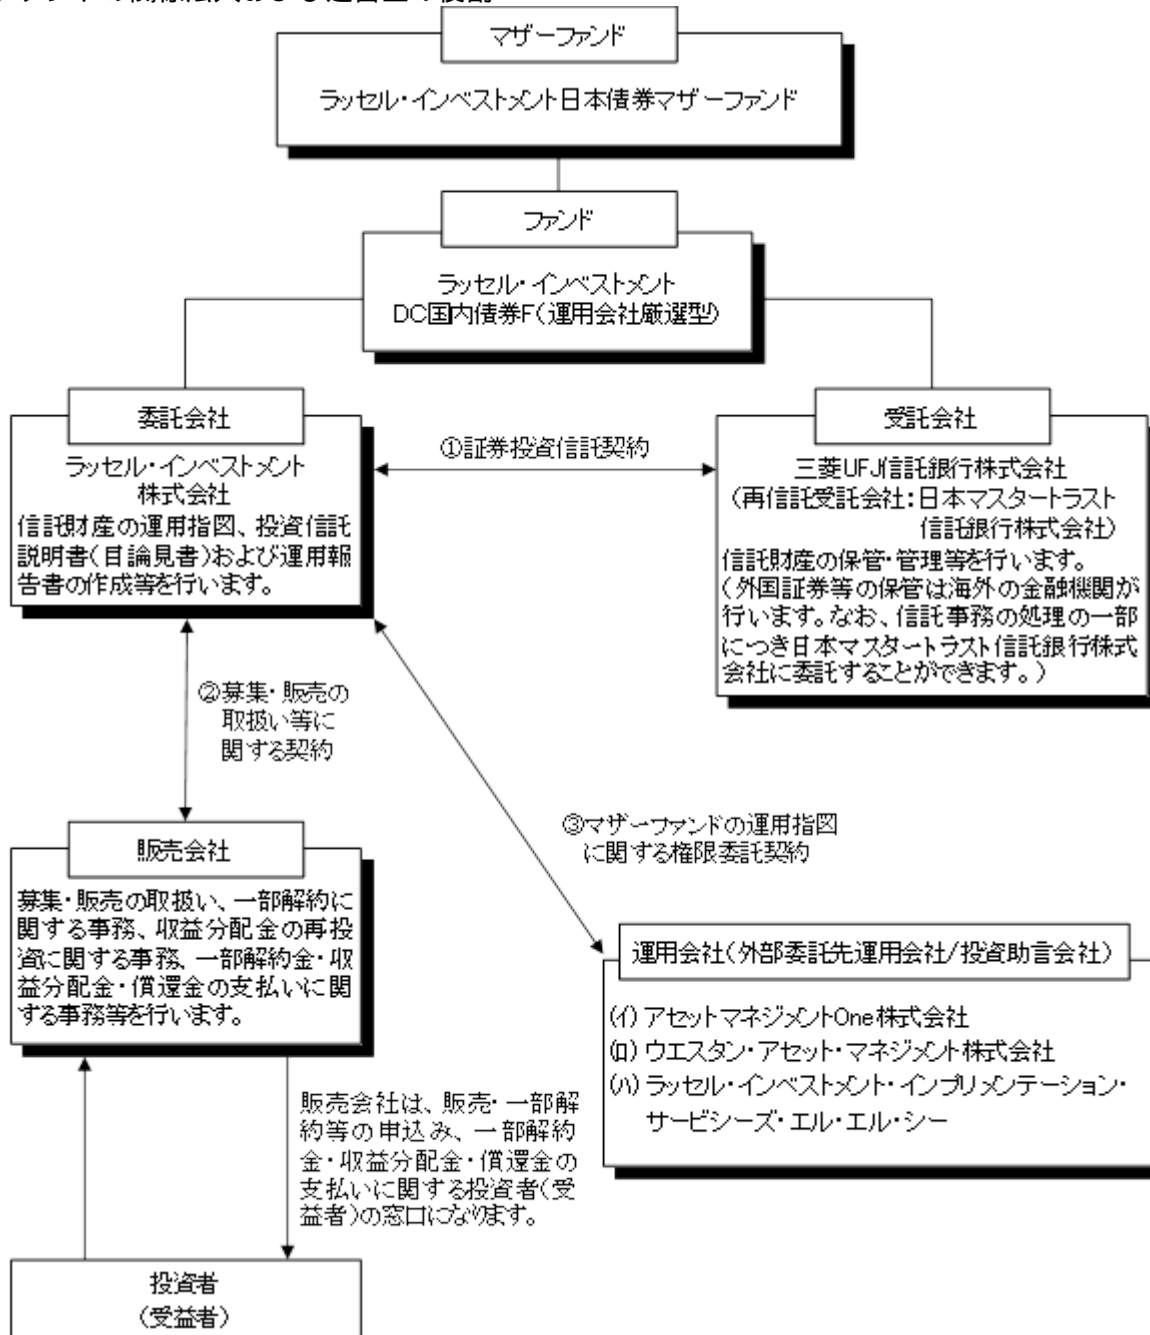 マザーファンド
ラッセル・インベストメント日本債券マザーファンド
ファンド
ラッセル・インベストメント
DC国内債券F（運用会社厳選型）
委託会社
ラッセル・インベストメント
株式会社
信託財産の運用指図、投資信託
説明書（目論見書）および運用報
告書の作成等を行います。
①証券投資信託契約
受託会社
三菱UFJ信託銀行株式会社
（再信託受託会社：日本マスタートラスト
信託銀行株式会社）
信託財産の保管・管理等を行います。
（外国証券等の保管は海外の金融機関が
行います。なお、信託事務の処理の一部
につき日本マスタートラスト信託銀行株式
会社に委託することができます。）
②募集・販売の
取扱い等に
関する契約
③マザーファンドの運用指図
に関する権限委託契約
販売会社
募集・販売の取扱い、一部解約に
関する事務、収益分配金の再投
資に関する事務、一部解約金・収
益分配金・償還金の支払いに関
する事務等を行います。
運用会社（外部委託先運用会社/投資助言会社）
(イ) アセットマネジメントOne株式会社
(ロ) ウエスタン・アセット・マネジメント株式会社
(ハ) ラッセル・インベストメント・インプリメンテーション・
サービシーズ・エル・エル・シー
販売会社は、販売・一部解
約等の申込み、一部解約
金・収益分配金・償還金の
支払いに関する投資者（受
益者）の窓口になります。
投資者
（受益者）